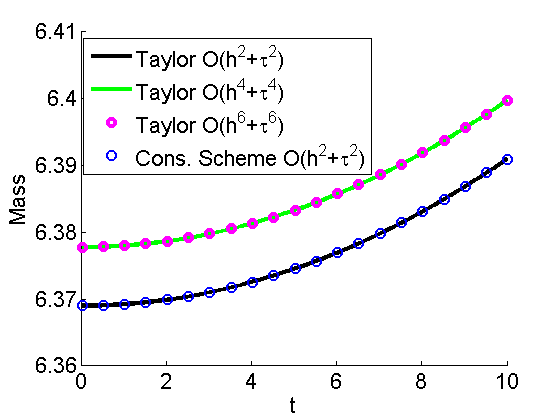 6.41
Taylor O(h²+τ²)
Taylor O(h⁴+τ⁴)
Taylor O(h⁶+τ⁶)
Cons. Scheme O(h²+τ²)
6.4
6.39
6.38
6.37
6.36
Mass
0 2 4 6 8 10
t